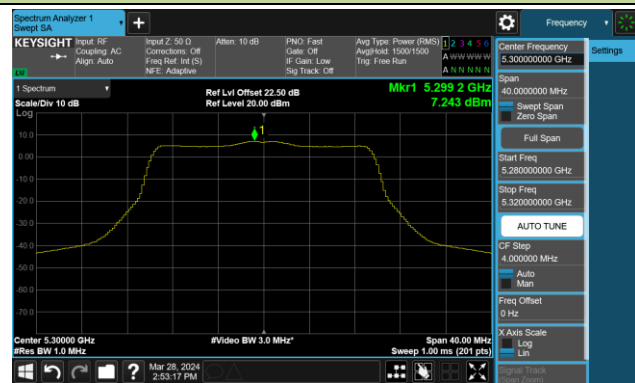 Spectrum Analyzer 1
Swept SA
+
Frequency
KEYSIGHT
Input: RF
Coupling: AC
Align: Auto
Input Z: 50 Ω
Corrections: Off
Freq Ref: Int (S)
NFE: Adaptive
Atten: 10 dB
PNO: Fast
Gate: Off
IF Gain: Low
Sig Track: Off
Avg Type: Power (RMS)
Avg|Hold: 1500/1500
Trig: Free Run
1 2 3 4 5 6
A W W W W W
A N N N N N
LW
1 Spectrum
Scale/Div 10 dB
Log
Ref Lvl Offset 22.50 dB
Ref Level 20.00 dBm
Mkr1 5.299 2 GHz
7.243 dBm
1
10.0
0.00
-10.0
-20.0
-30.0
-40.0
-50.0
-60.0
-70.0
Center 5.30000 GHz
#Res BW 1.0 MHz
#Video BW 3.0 MHz*
Span 40.00 MHz
Sweep 1.00 ms (201 pts)
Mar 28, 2024
2:53:17 PM
?
Center Frequency
5.300000000 GHz
Settings
Span
40.0000000 MHz
Swept Span
Zero Span
Full Span
Start Freq
5.280000000 GHz
Stop Freq
5.320000000 GHz
AUTO TUNE
CF Step
4.000000 MHz
Auto
Man
Freq Offset
0 Hz
X Axis Scale
Log
Lin
Signal Track
(Span Zoom)